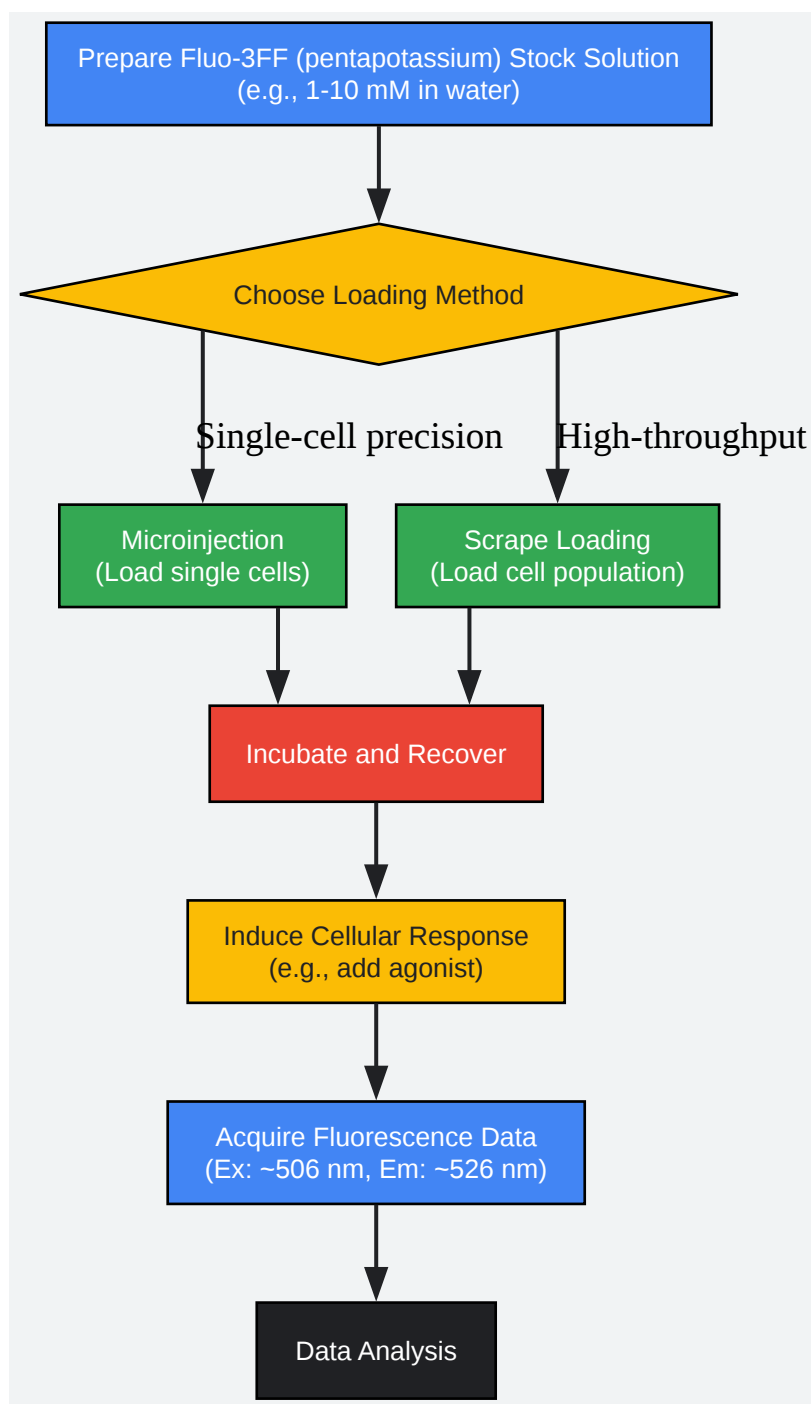 Prepare Fluo-3FF (pentapotassium) Stock Solution
(e.g., 1-10 mM in water)
Choose Loading Method
Single-cell precision
High-throughput
Microinjection
(Load single cells)
Scrape Loading
(Load cell population)
Incubate and Recover
Induce Cellular Response
(e.g., add agonist)
Acquire Fluorescence Data
(Ex: ~506 nm, Em: ~526 nm)
Data Analysis